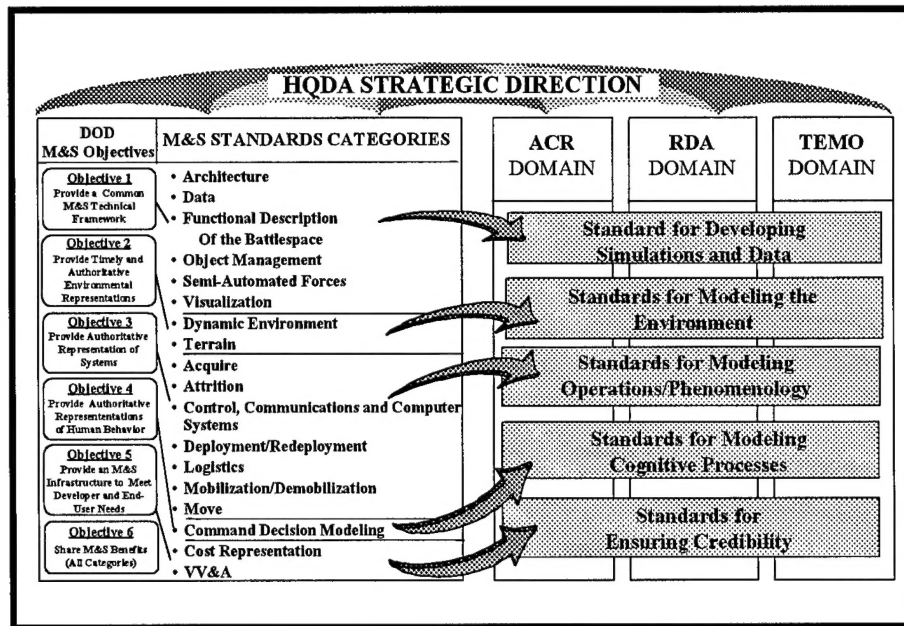 HQDA STRATEGIC DIRECTION
DOD
M&S Objectives
Objective 1
Provide a Common
M&S Technical
Framework
Objective 2
Provide Timely and
Authoritative
Environmental
Representations
Objective 3
Provide Authoritative
Representation of
Systems
Objective 4
Provide Authoritative
Represententations
of Human Behavior
Objective 5
Provide an M&S
Infrastructure to Meet
Developer and End-
User Needs
Objective 6
Share M&S Benefits
(All Categories)
M&S STANDARDS CATEGORIES
• Architecture
• Data
• Functional Description
Of the Battlespace
• Object Management
• Semi-Automated Forces
• Visualization
• Dynamic Environment
• Terrain
• Acquire
• Attrition
• Control, Communications and Computer
Systems
• Deployment/Redeployment
• Logistics
• Mobilization/Demobilization
• Move
• Command Decision Modeling
• Cost Representation
• VV&A
ACR
DOMAIN
RDA
DOMAIN
TEMO
DOMAIN
Standard for Developing
Simulations and Data
Standards for Modeling the
Environment
Standards for Modeling
Operations/Phenomenology
Standards for Modeling
Cognitive Processes
Standards for
Ensuring Credibility